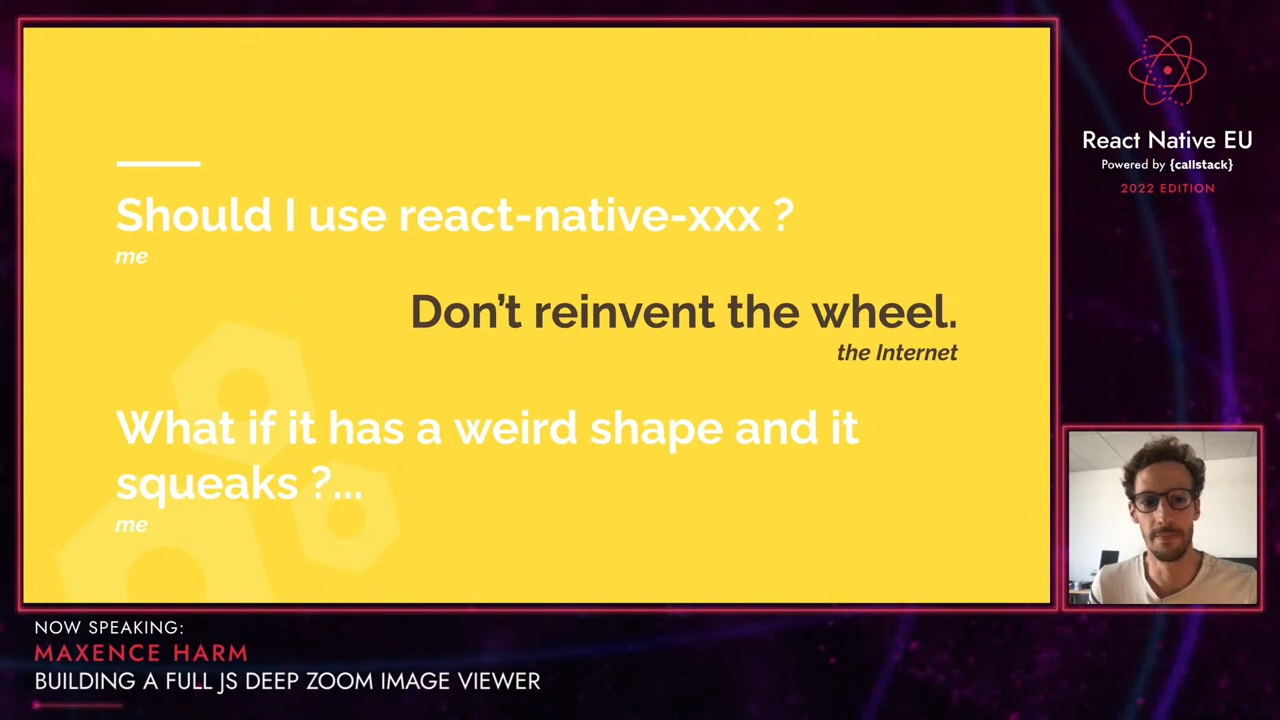 Should I use react-native-xxx ?
me
Don't reinvent the wheel.
the Internet
What if it has a weird shape and it
squeaks ?...
me
React Native EU
Powered by {callstack}
2022 EDITION
NOW SPEAKING:
MAXENCE HARM
BUILDING A FULL JS DEEP ZOOM IMAGE VIEWER